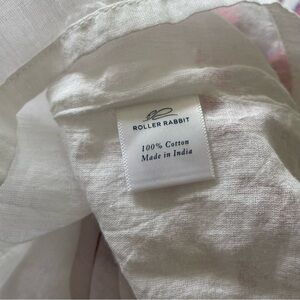 ROLLER RABBIT
100% Cotton
Made in India